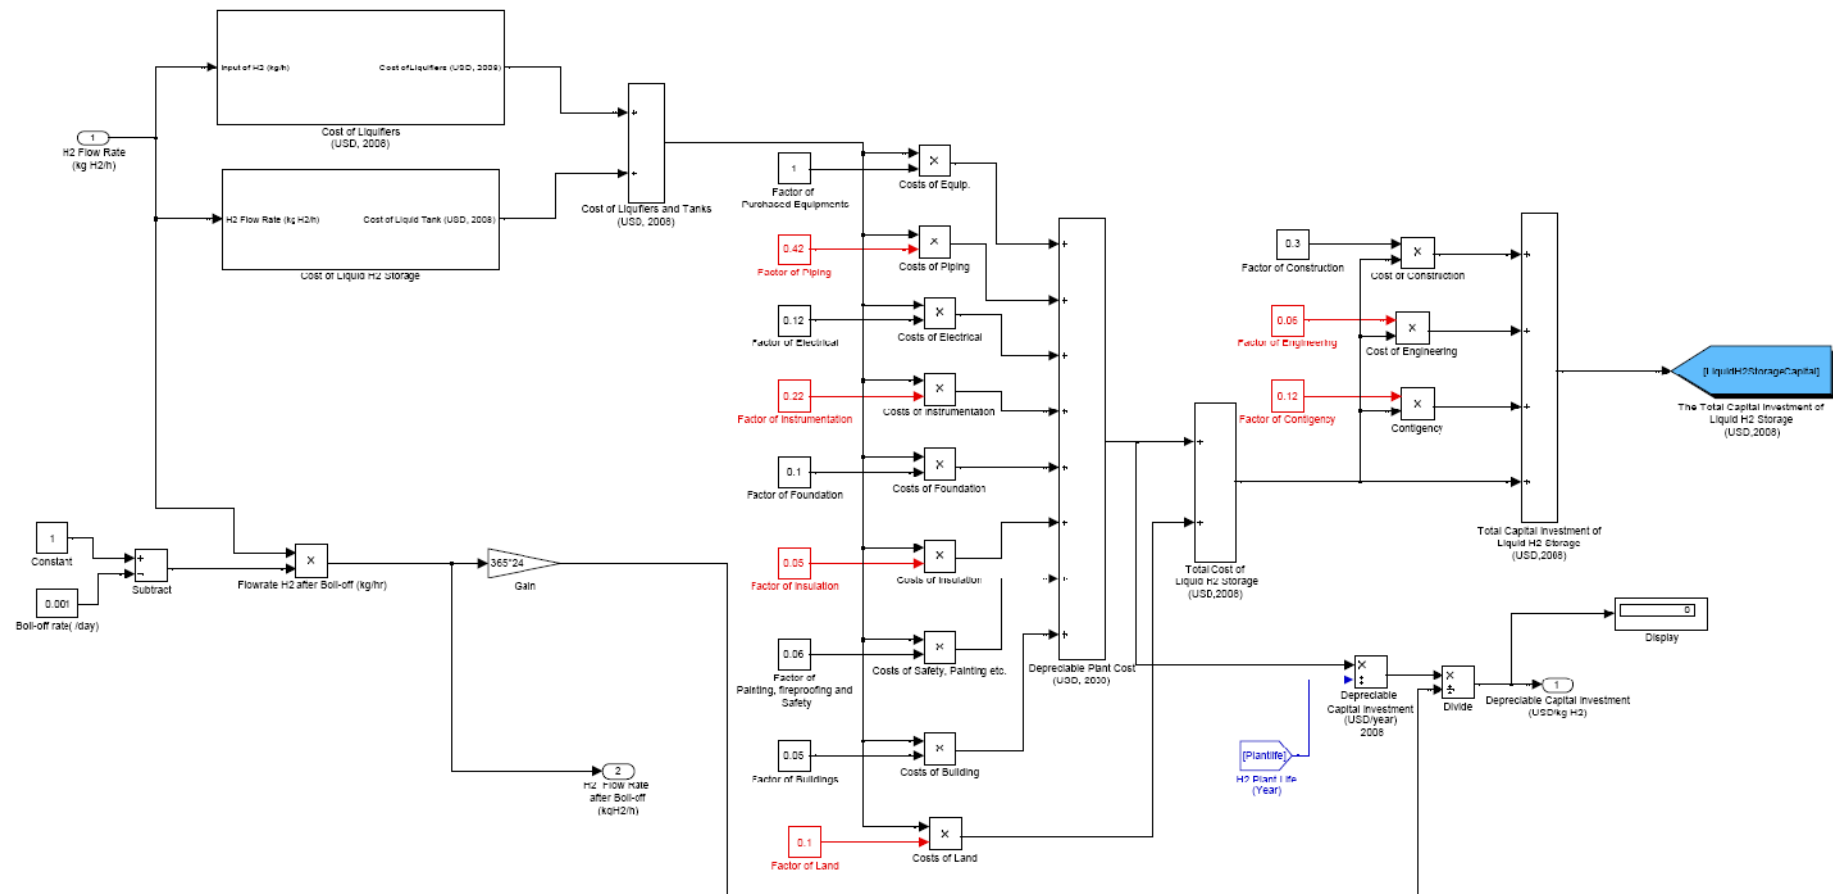 Input of H2 (kg/h)
Cost of Liquifiers (USD, 2008)
Cost of Liquifiers
(USD, 2008)
1
H2 Flow Rate
(kg H2/h)
H2 Flow Rate (kg H2/h)
Cost of Liquid Tank (USD, 2008)
Cost of Liquid H2 Storage
+
+
Cost of Liquifiers and Tanks
(USD, 2008)
1
Factor of
Purchased Equipments
×
Costs of Equip.
0.42
Factor of Piping
×
Costs of Piping
0.12
Factor of Electrical
×
Costs of Electrical
0.22
Factor of Instrumentation
×
Costs of Instrumentation
0.1
Factor of Foundation
×
Costs of Foundation
0.05
Factor of Insulation
×
Costs of Insulation
0.06
Factor of
Painting, fireproofing and
Safety
×
Costs of Safety, Painting etc.
0.05
Factor of Buildings
×
Costs of Building
0.1
Factor of Land
×
Costs of Land
+
+
+
+
+
+
+
+
Depreciable Plant Cost
(USD, 2000)
+
+
Total Cost of
Liquid H2 Storage
(USD,2008)
0.3
Factor of Construction
×
Cost of Construction
0.05
Factor of Engineering
×
Cost of Engineering
0.12
Factor of Contigency
×
Contigency
+
+
+
+
Total Capital Investment of
Liquid H2 Storage
(USD,2008)
[LiquidH2StorageCapital]
The Total Capital Investment of
Liquid H2 Storage
(USD,2008)
1
Constant
0.001
Boil-off rate( /day)
+
−
Subtract
×
Flowrate H2 after Boil-off (kg/hr)
365*24
Gain
2
H2 Flow Rate
after Boil-off
(kgH2/h)
[Plantlife]
H2 Plant Life
(Year)
×
÷
Depreciable
Capital Investment
(USD/year)
2008
×
÷
Divide
0
Display
1
Depreciable Capital Investment
(USD/kg H2)